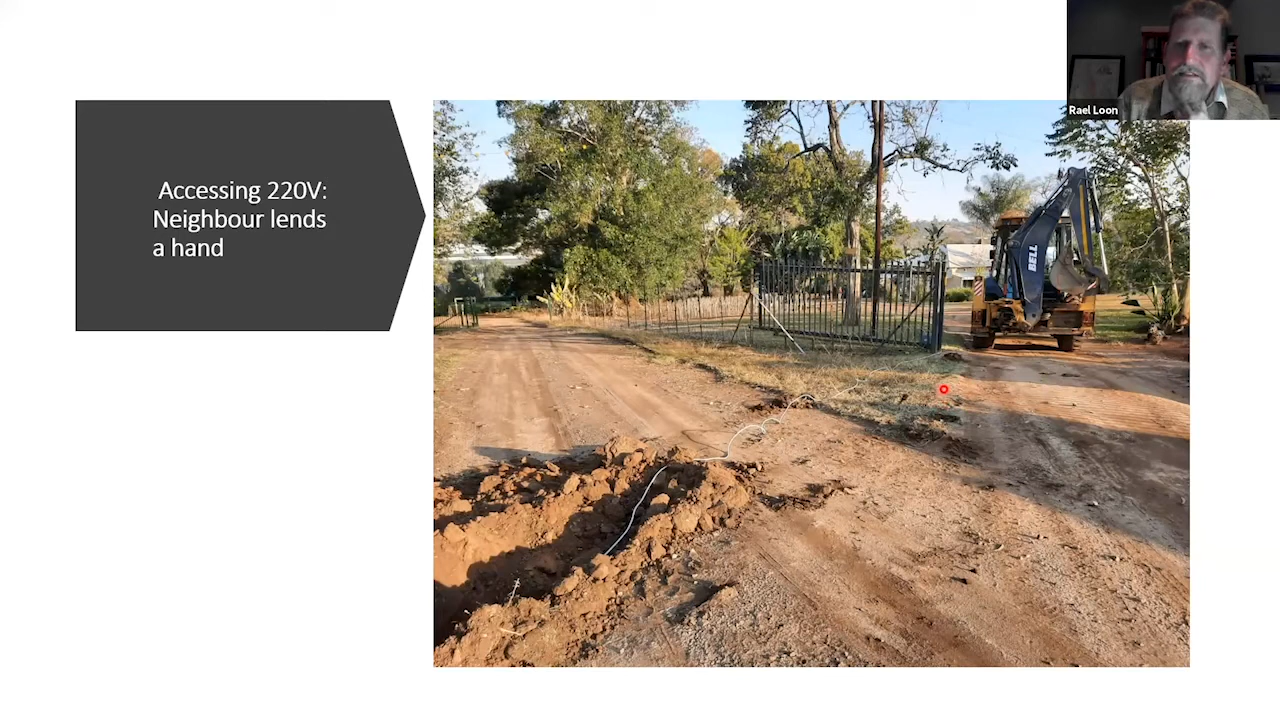 Accessing 220V:
Neighbour lends
a hand
Rael Loon
BELL